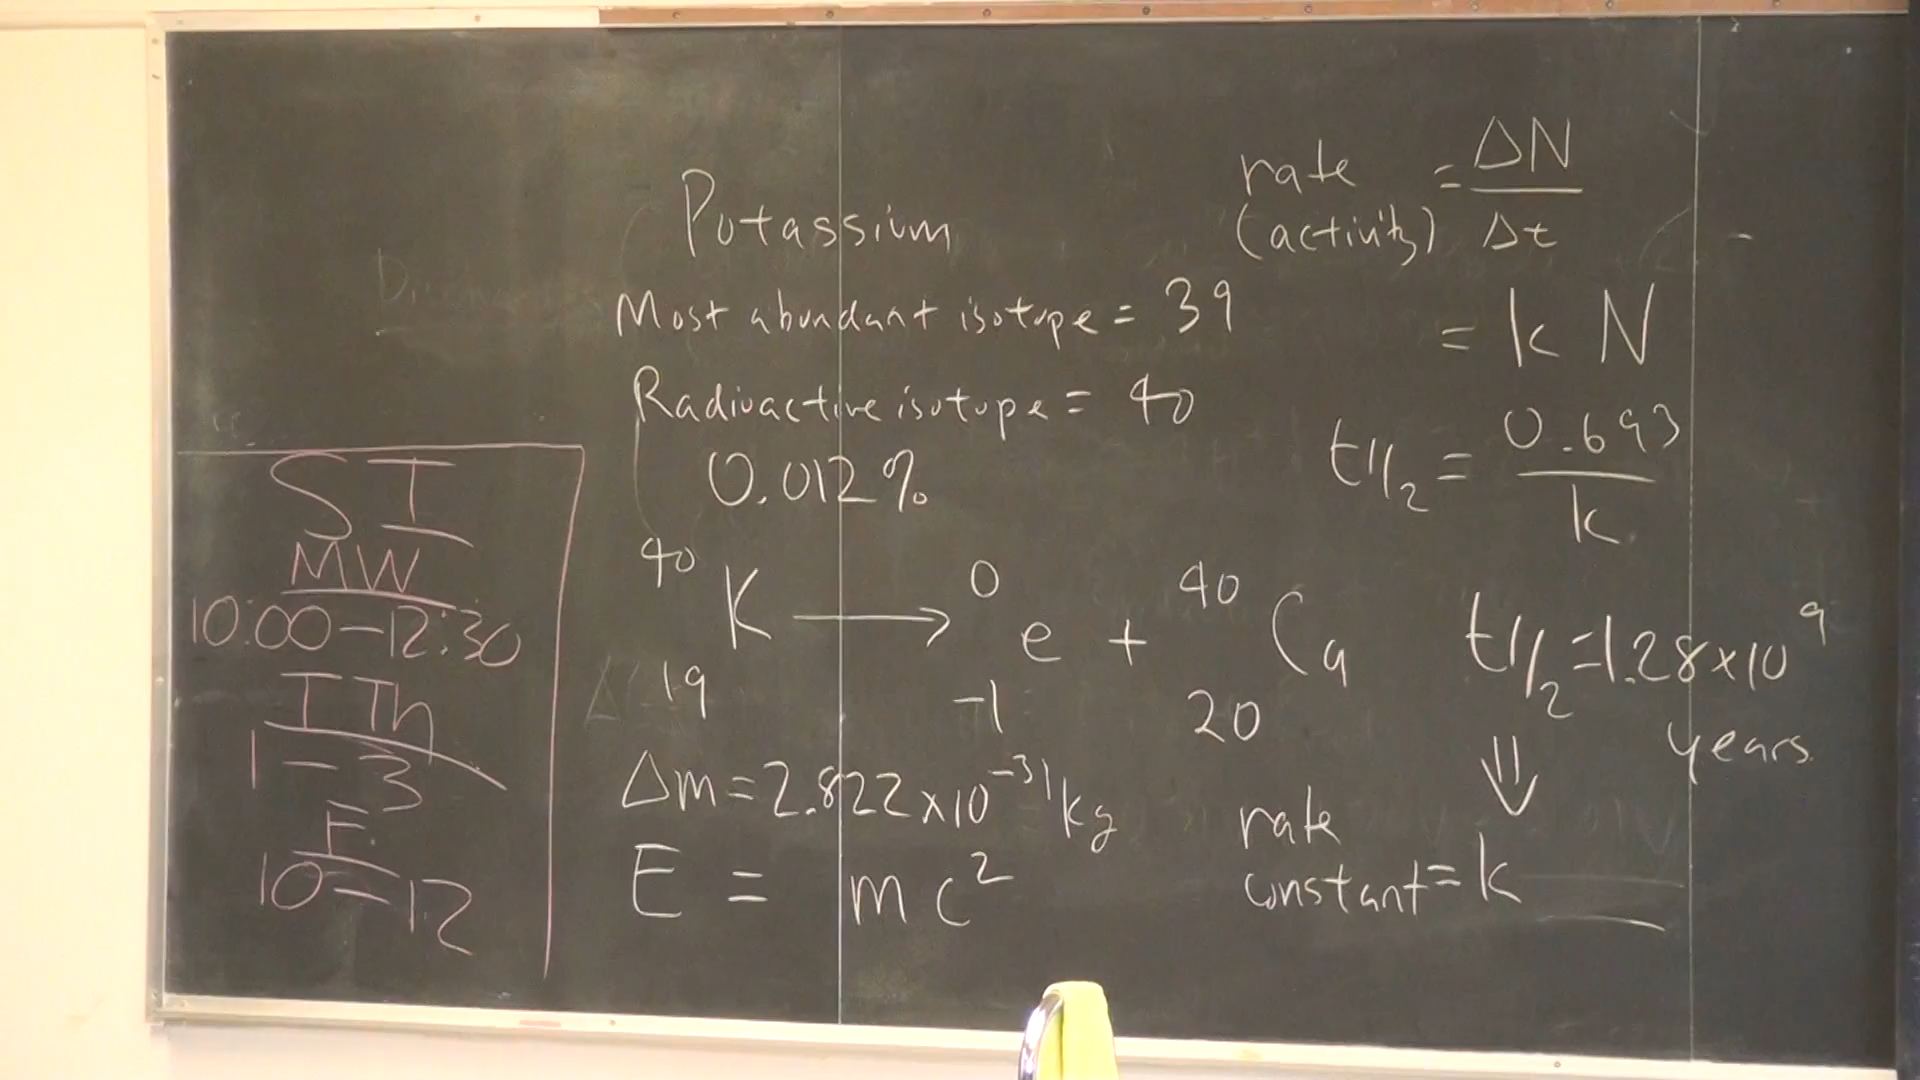 Potassium
Most abundant isotope = 39
Radioactive isotope = 40
0.012%
40 K 19 → 0 e -1 + 40 Ca 20
Δm = 2.822 x 10^-31 kg
E = mc²
rate (activity) = ΔN / Δt
= k N
t1/2 = 0.693 / k
t1/2 = 1.28 x 10^9 years
⇓
rate constant = k
SI
MW
10:00-12:30
TTh
1-3
F
10-12